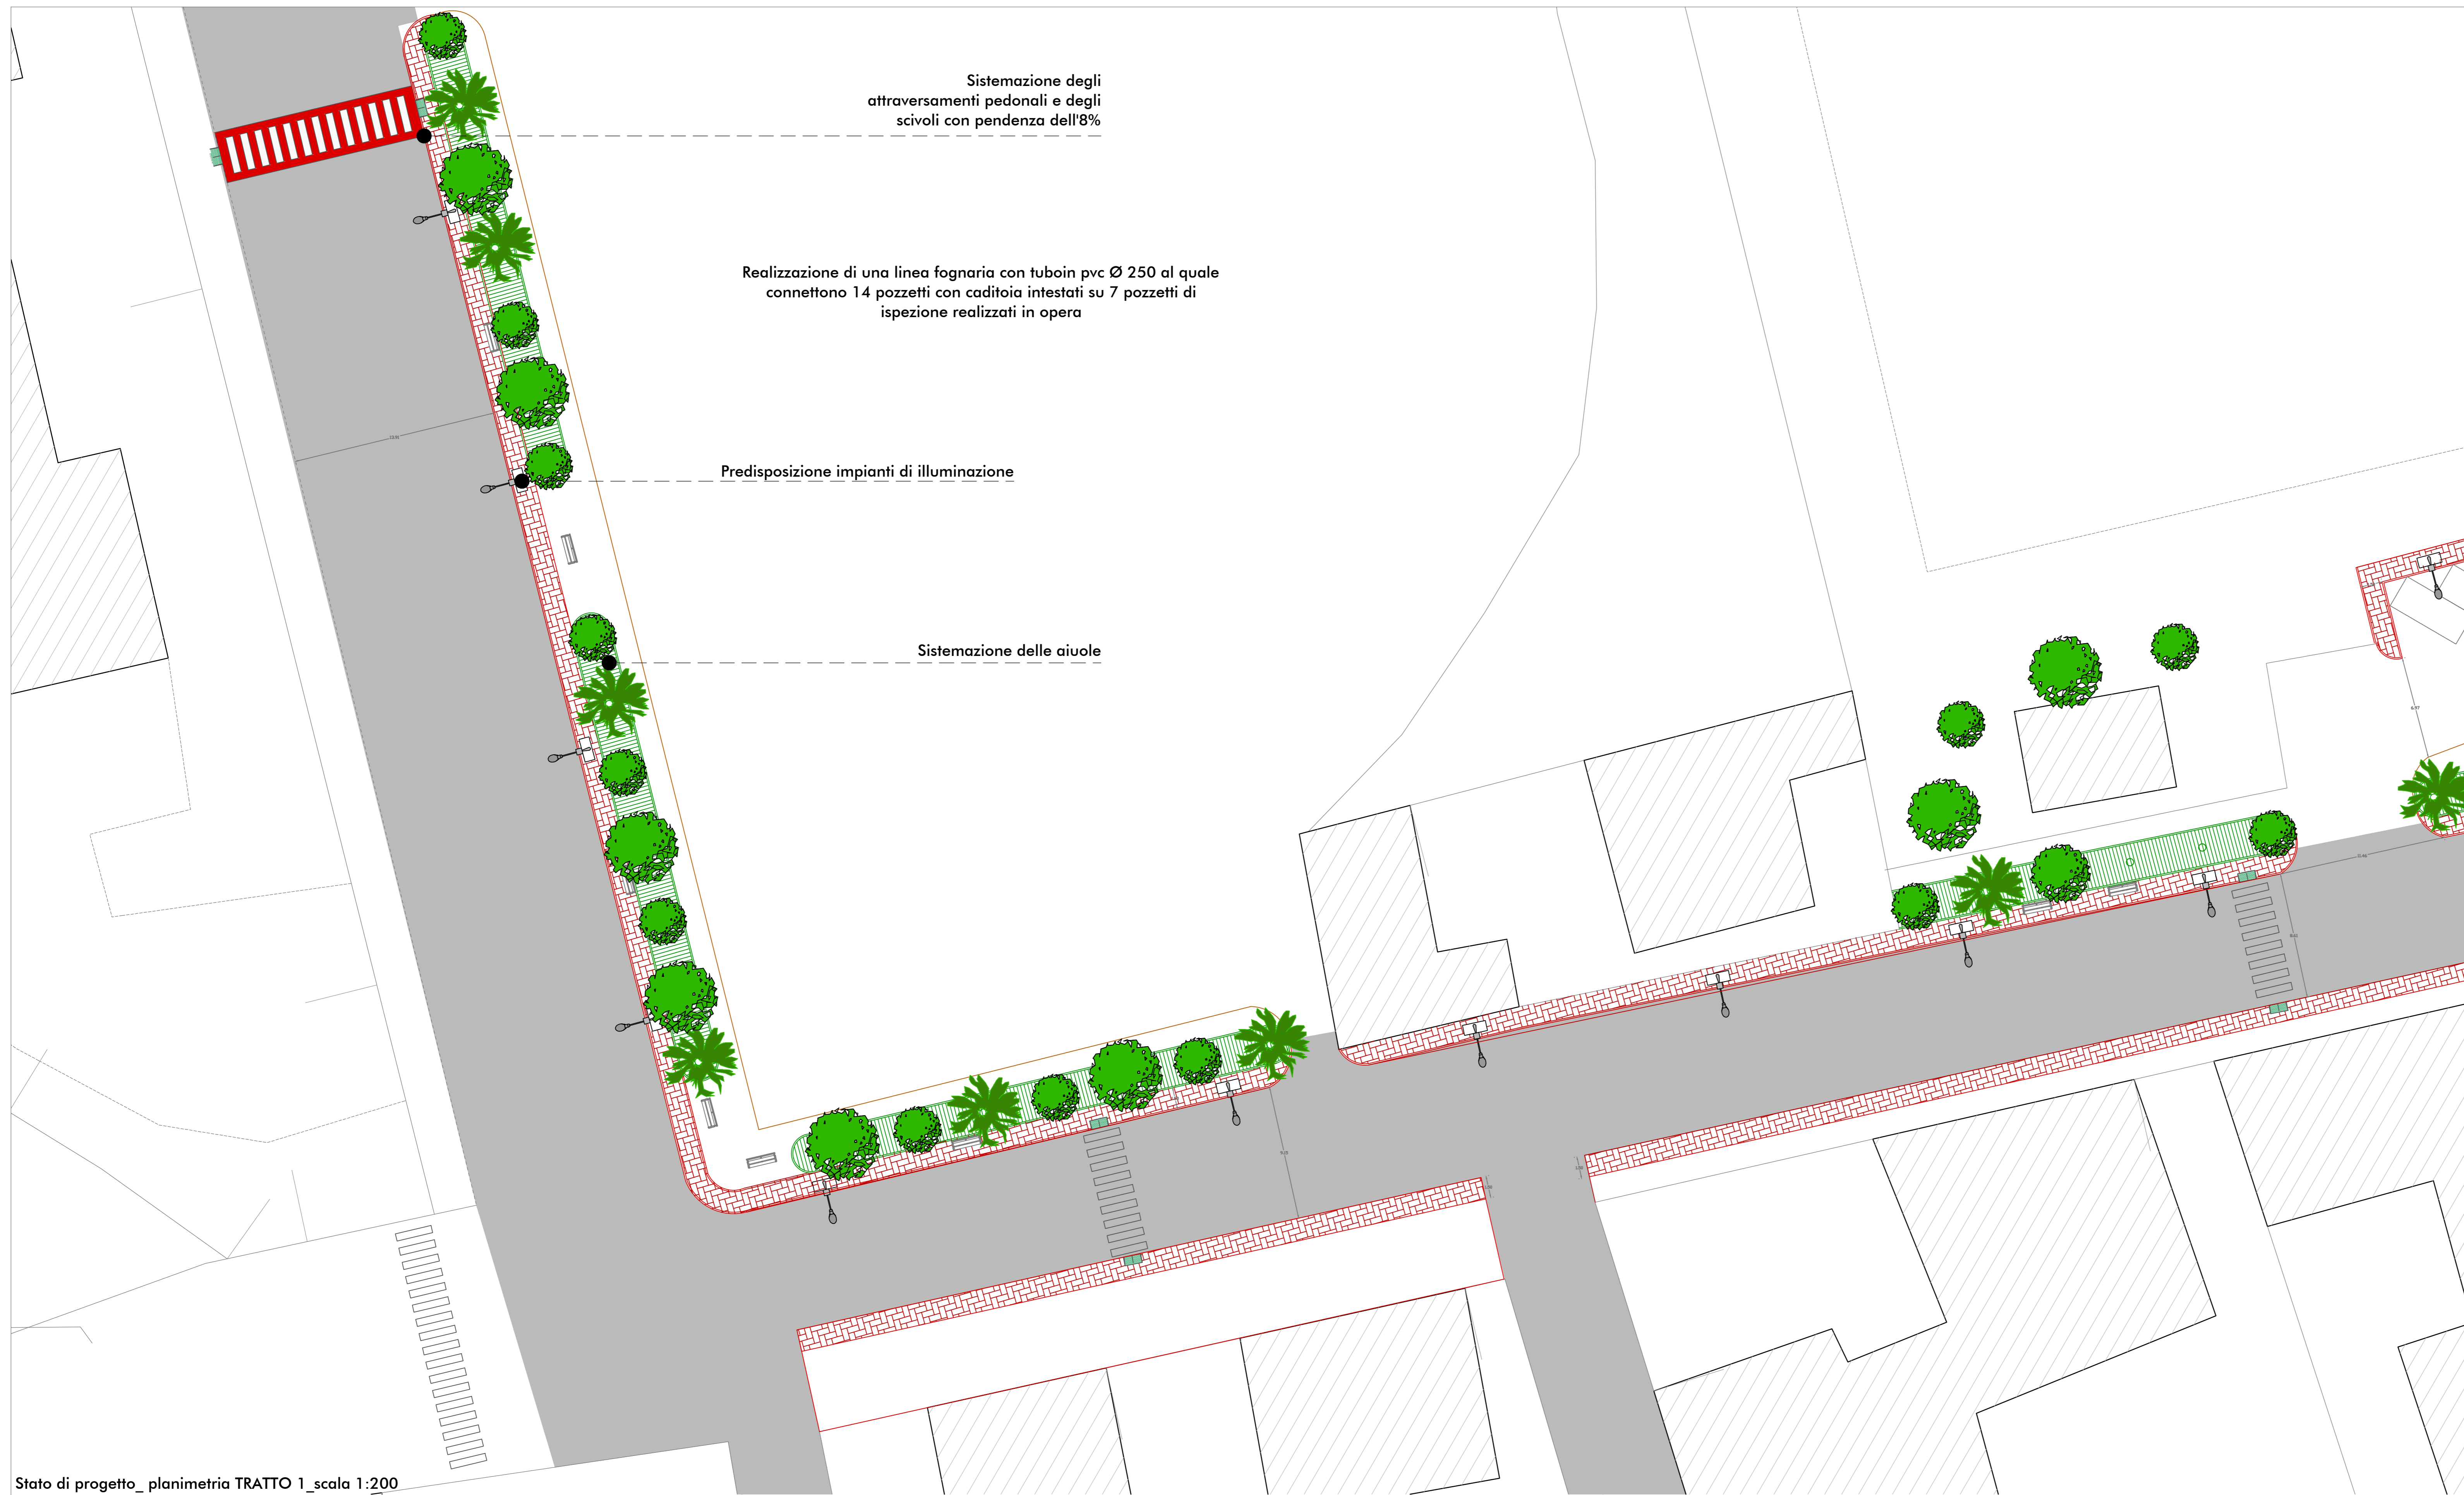 Sistemazione degli
attraversamenti pedonali e degli
scivoli con pendenza dell'8%
Realizzazione di una linea fognaria con tuboin pvc Ø 250 al quale
connettono 14 pozzetti con caditoia intestati su 7 pozzetti di
ispezione realizzati in opera
Predisposizione impianti di illuminazione
Sistemazione delle aiuole
6,97
Stato di progetto_ planimetria TRATTO 1_scala 1:200